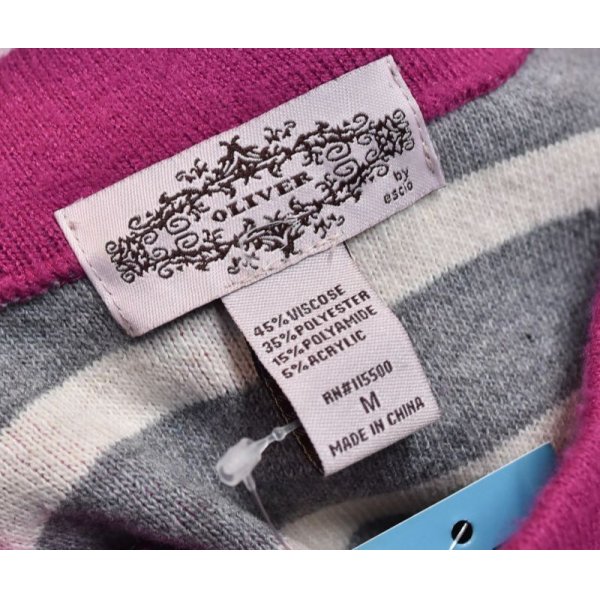 OLIVER
by
escio
45%VISCOSE
35%POLYESTER
15%POLYAMIDE
5%ACRYLIC
RN#115500
M
MADE IN CHINA